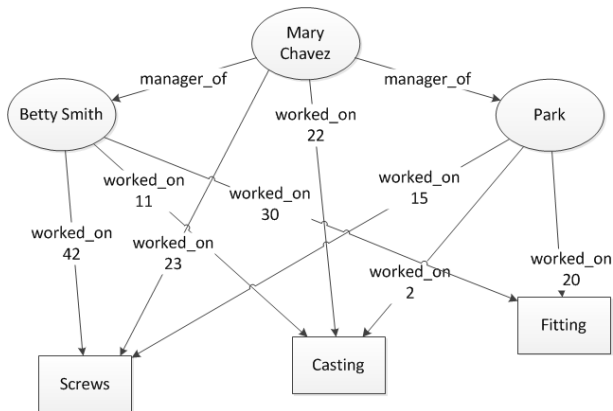 Mary
Chavez
manager_of
manager_of
Betty Smith
Park
worked_on
22
worked_on
11
worked_on
30
worked_on
15
worked_on
42
worked_on
23
worked_on
2
worked_on
20
Fitting
Casting
Screws